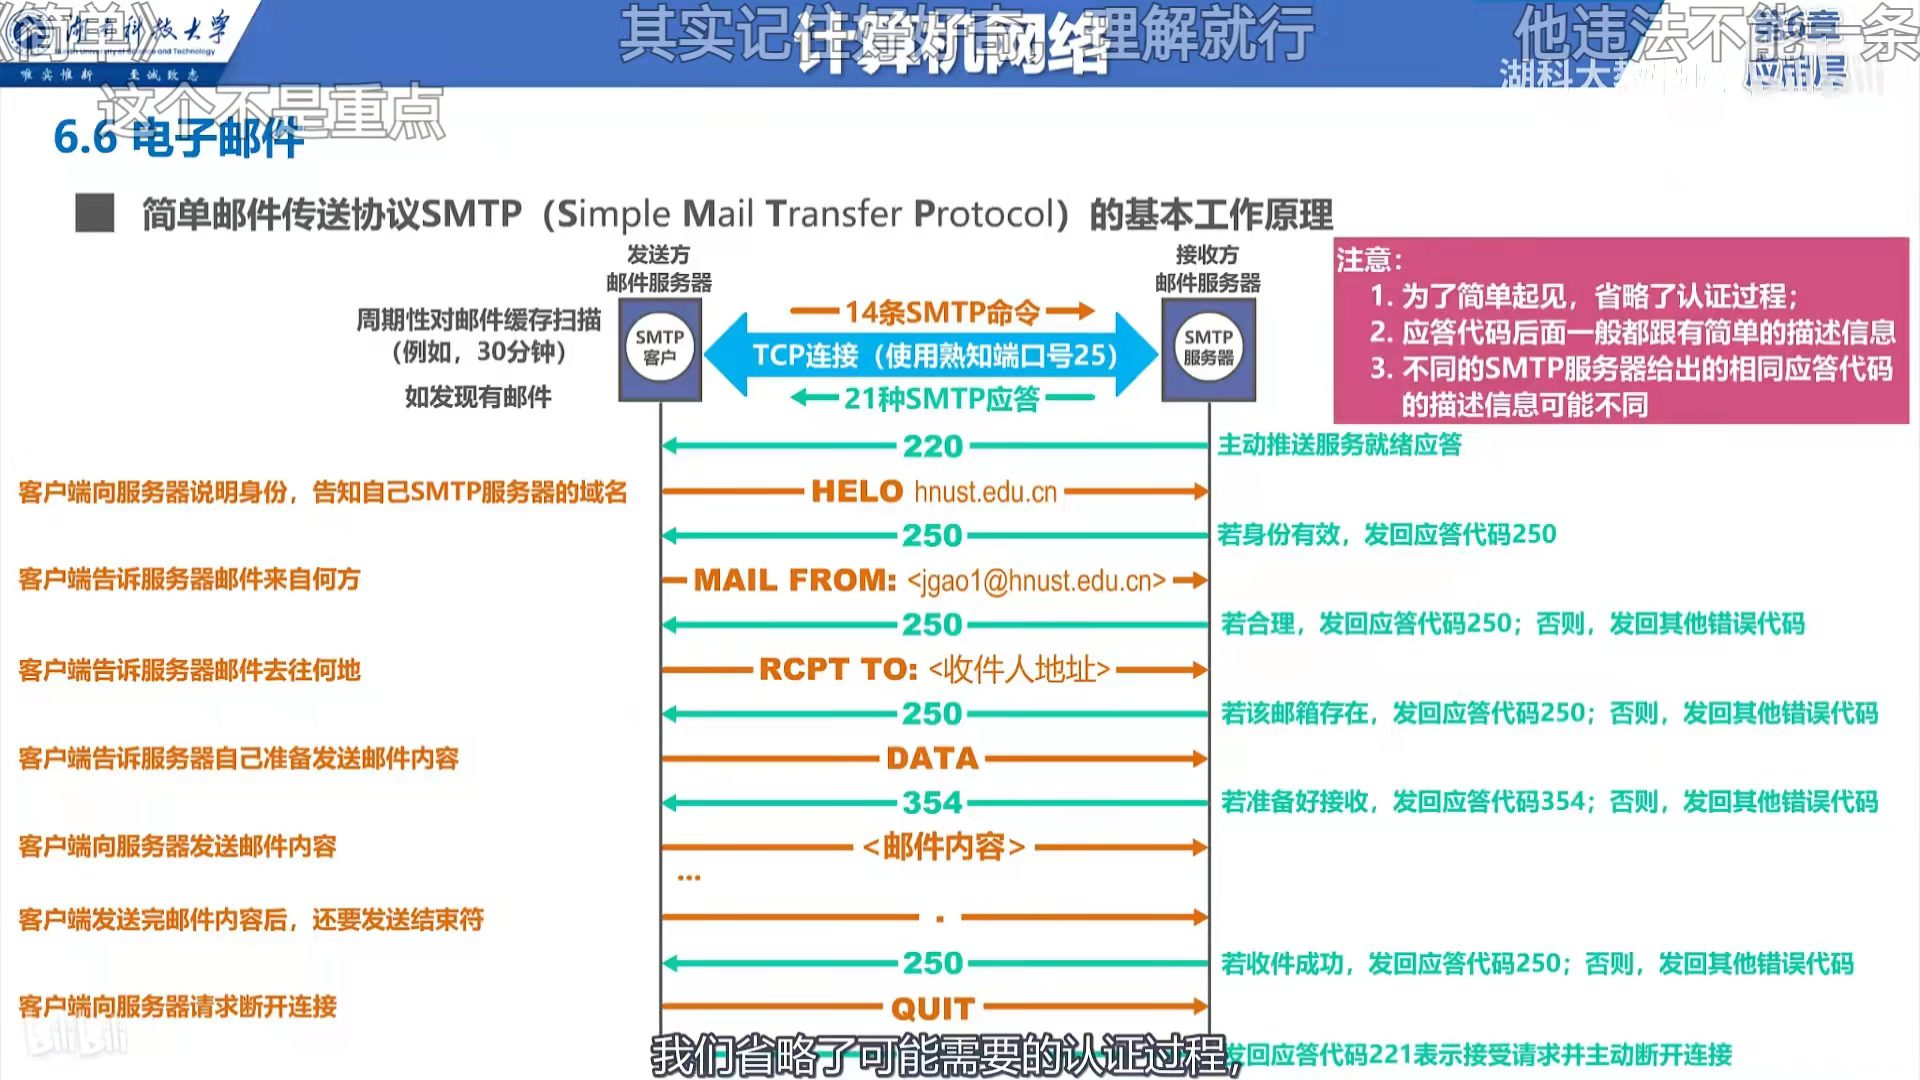 《简单》
其实记住挺好高，理解就行
他违法不能一条
计算机网络
第6章
应用层
湖南科技大学
Hunan University of Science and Technology
唯实惟新 至诚致志
这个不是重点
6.6 电子邮件
简单邮件传送协议SMTP（Simple Mail Transfer Protocol）的基本工作原理
发送方
邮件服务器
接收方
邮件服务器
注意：
1. 为了简单起见，省略了认证过程；
2. 应答代码后面一般都跟有简单的描述信息
3. 不同的SMTP服务器给出的相同应答代码
的描述信息可能不同
周期性对邮件缓存扫描
（例如，30分钟）
如发现有邮件
SMTP
客户
14条SMTP命令
TCP连接（使用熟知端口号25）
21种SMTP应答
SMTP
服务器
220
主动推送服务就绪应答
客户端向服务器说明身份，告知自己SMTP服务器的域名
HELO hnust.edu.cn
250
若身份有效，发回应答代码250
客户端告诉服务器邮件来自何方
MAIL FROM: <jgao1@hnust.edu.cn>
250
若合理，发回应答代码250；否则，发回其他错误代码
客户端告诉服务器邮件去往何地
RCPT TO: <收件人地址>
250
若该邮箱存在，发回应答代码250；否则，发回其他错误代码
客户端告诉服务器自己准备发送邮件内容
DATA
354
若准备好接收，发回应答代码354；否则，发回其他错误代码
客户端向服务器发送邮件内容
<邮件内容>
...
客户端发送完邮件内容后，还要发送结束符
.
250
若收件成功，发回应答代码250；否则，发回其他错误代码
客户端向服务器请求断开连接
QUIT
bilibili
我们省略了可能需要的认证过程，
发回应答代码221表示接受请求并主动断开连接